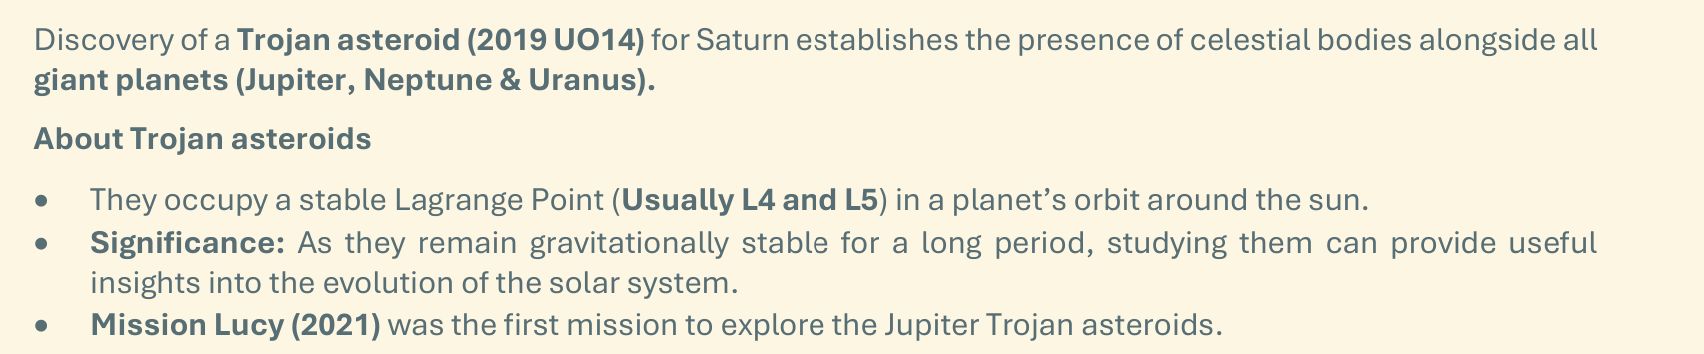 Discovery of a Trojan asteroid (2019 UO14) for Saturn establishes the presence of celestial bodies alongside all
giant planets (Jupiter, Neptune & Uranus).
About Trojan asteroids
• They occupy a stable Lagrange Point (Usually L4 and L5) in a planet’s orbit around the sun.
• Significance: As they remain gravitationally stable for a long period, studying them can provide useful
insights into the evolution of the solar system.
• Mission Lucy (2021) was the first mission to explore the Jupiter Trojan asteroids.